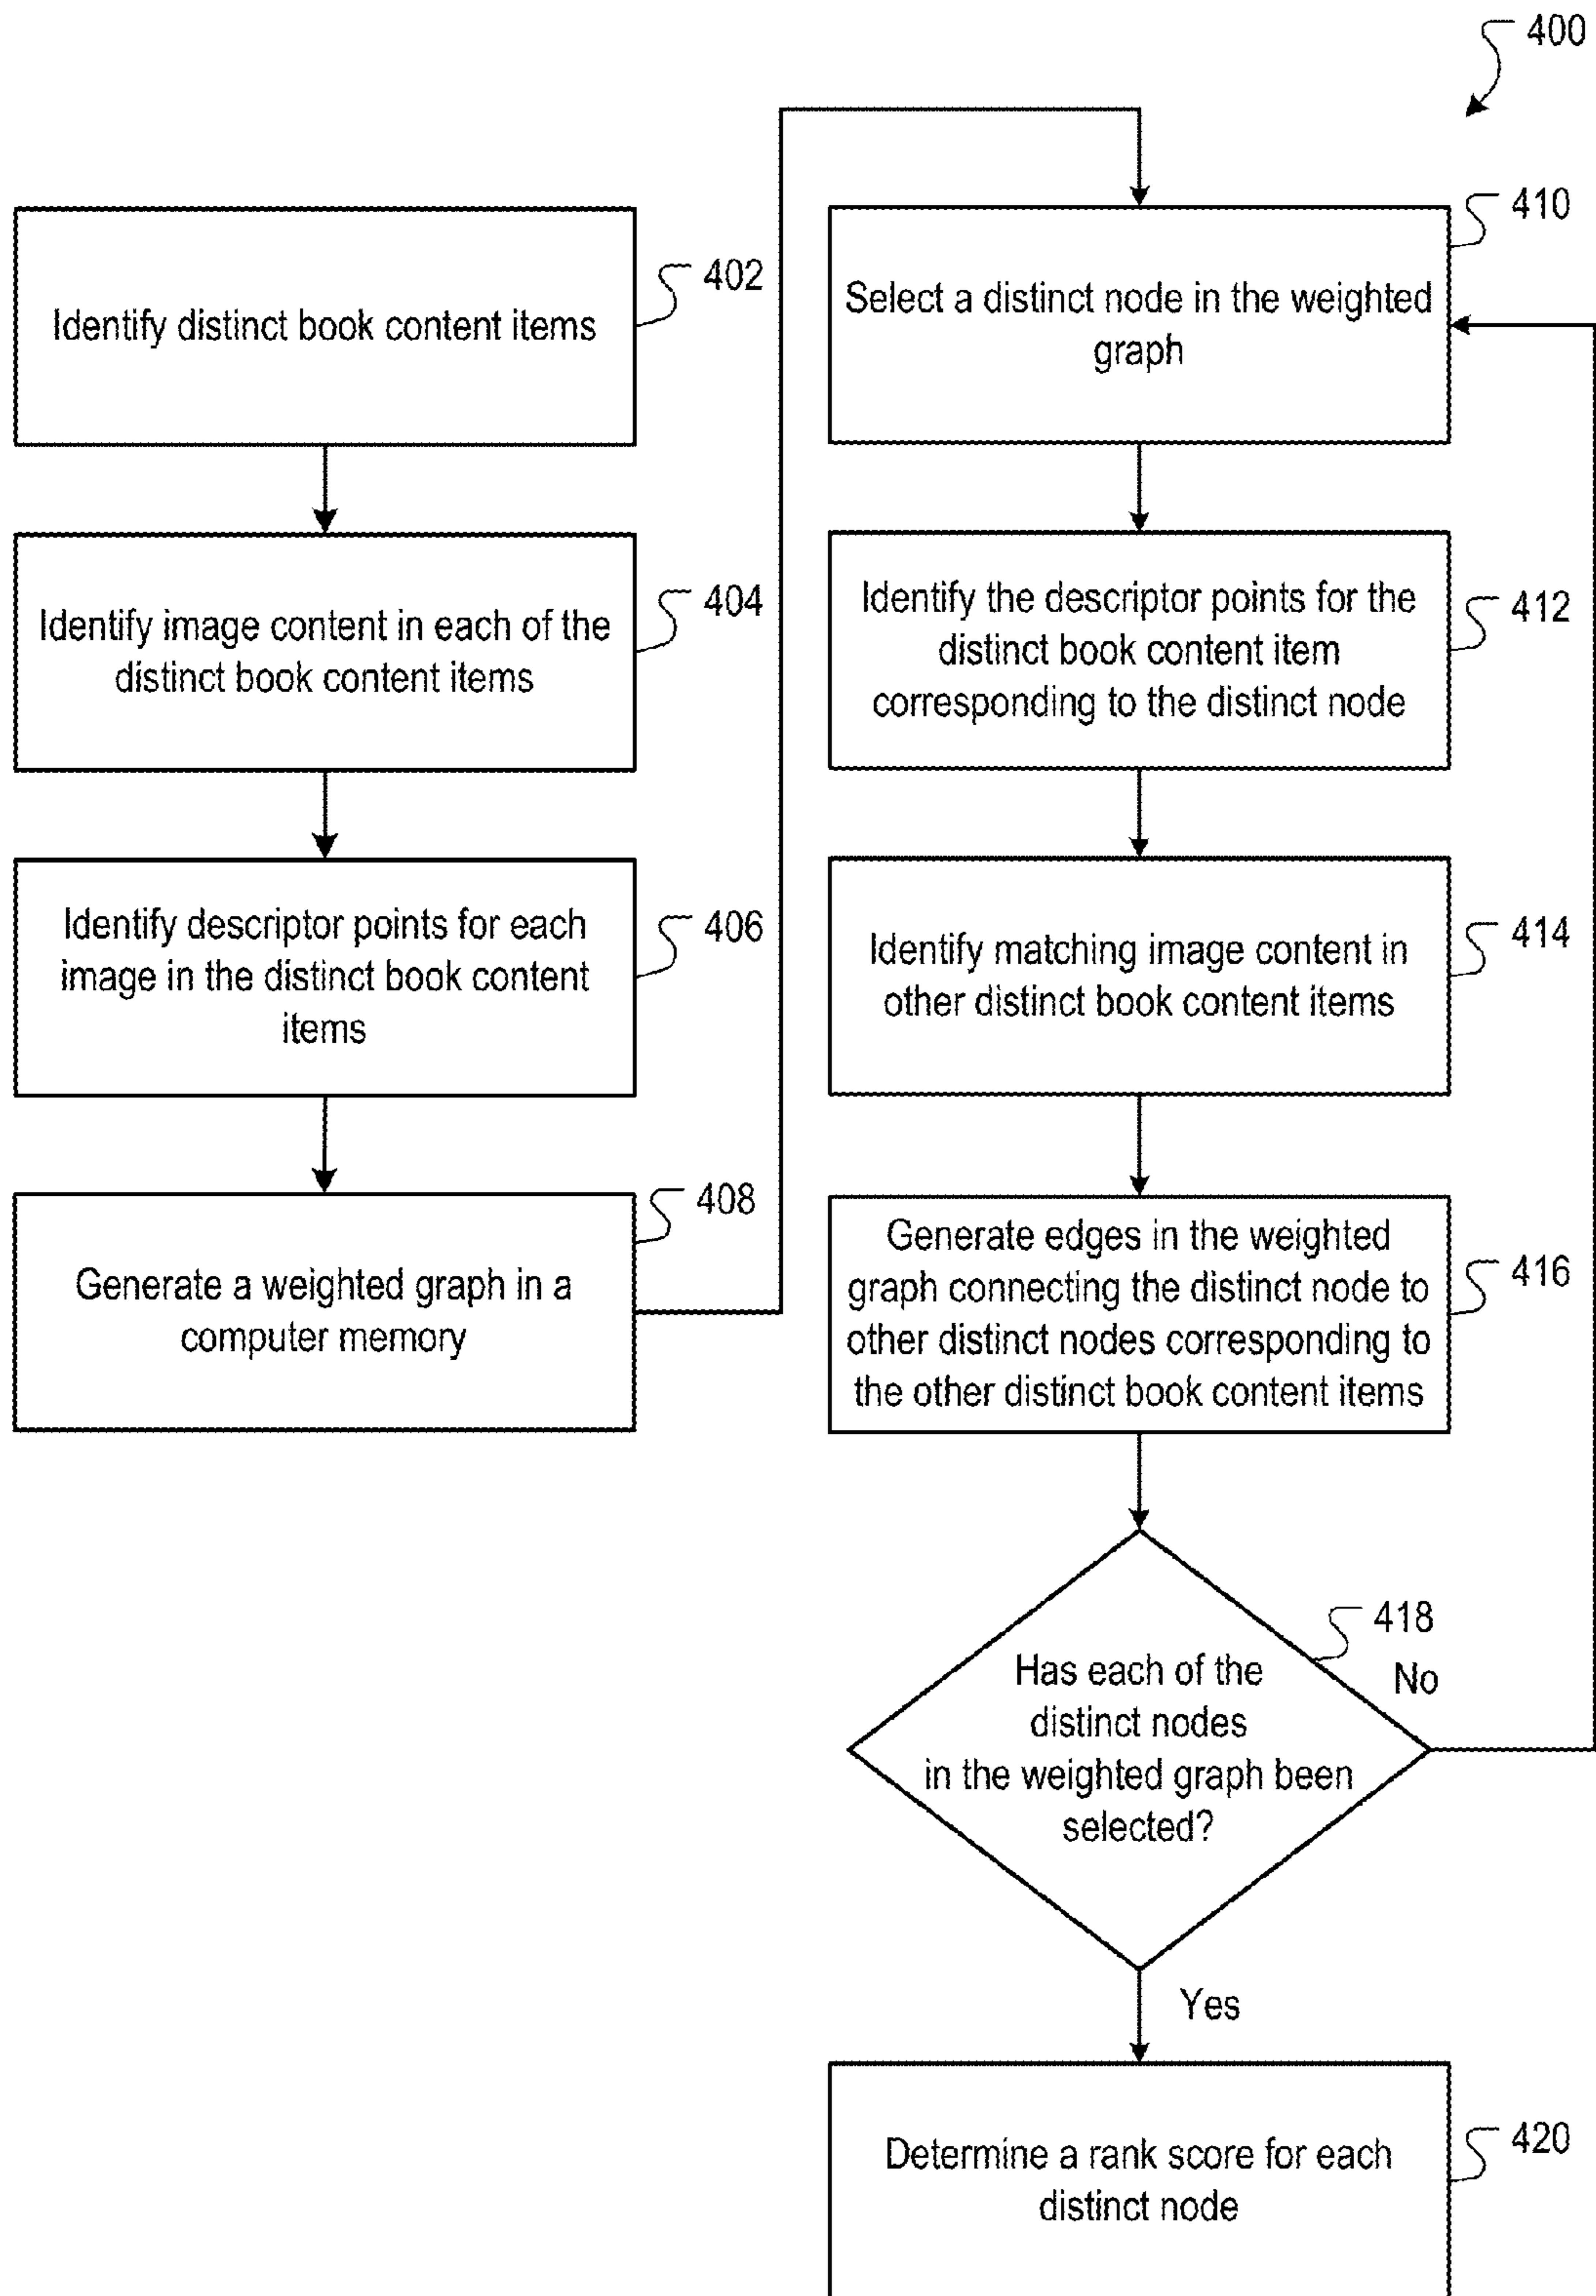 400
Identify distinct book content items
402
Identify image content in each of the
distinct book content items
404
Identify descriptor points for each
image in the distinct book content
items
406
Generate a weighted graph in a
computer memory
408
Select a distinct node in the weighted
graph
410
Identify the descriptor points for the
distinct book content item
corresponding to the distinct node
412
Identify matching image content in
other distinct book content items
414
Generate edges in the weighted
graph connecting the distinct node to
other distinct nodes corresponding to
the other distinct book content items
416
Has each of the
distinct nodes
in the weighted graph been
selected?
418
No
Yes
Determine a rank score for each
distinct node
420